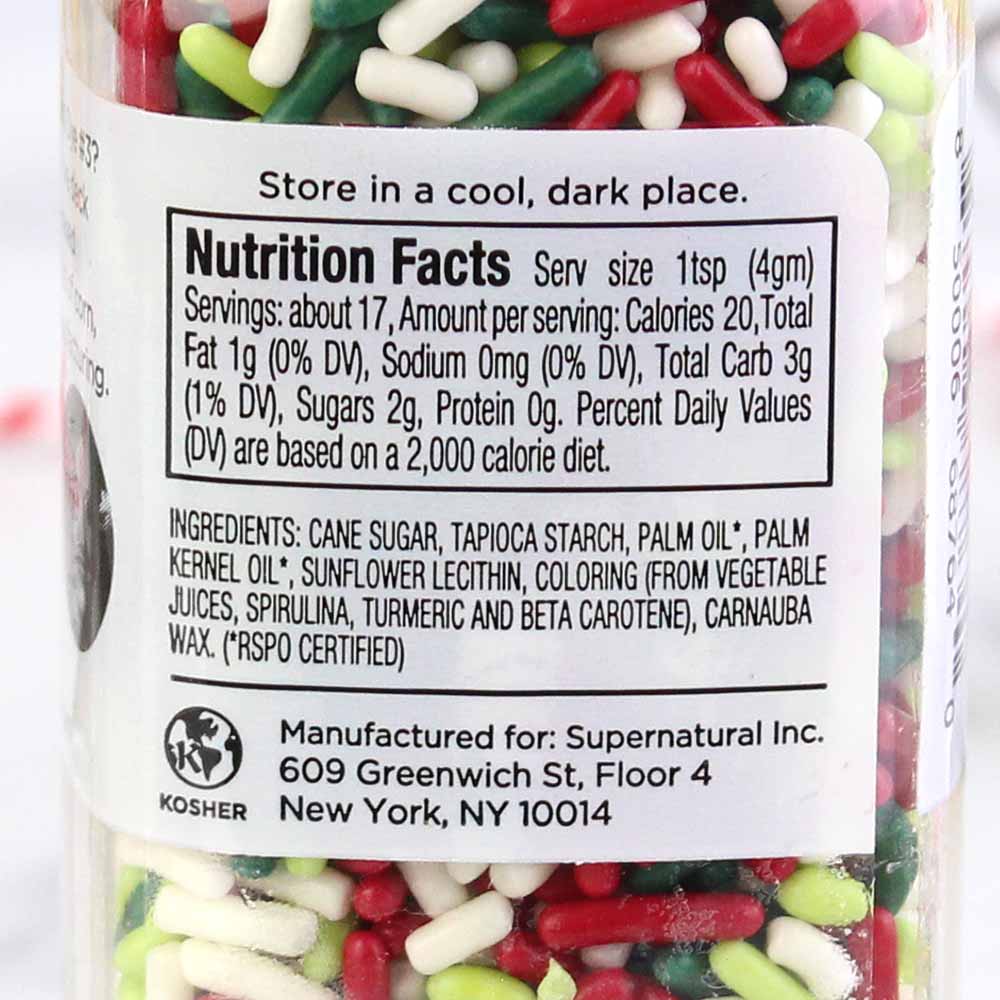 #3?
Store in a cool, dark place.
Nutrition Facts Serv size 1tsp (4gm)
Servings: about 17, Amount per serving: Calories 20, Total
Fat 1g (0% DV), Sodium 0mg (0% DV), Total Carb 3g
(1% DV), Sugars 2g, Protein 0g. Percent Daily Values
(DV) are based on a 2,000 calorie diet.
INGREDIENTS: CANE SUGAR, TAPIOCA STARCH, PALM OIL*, PALM
KERNEL OIL*, SUNFLOWER LECITHIN, COLORING (FROM VEGETABLE
JUICES, SPIRULINA, TURMERIC AND BETA CAROTENE), CARNAUBA
WAX. (*RSPO CERTIFIED)
K
KOSHER
Manufactured for: Supernatural Inc.
609 Greenwich St, Floor 4
New York, NY 10014